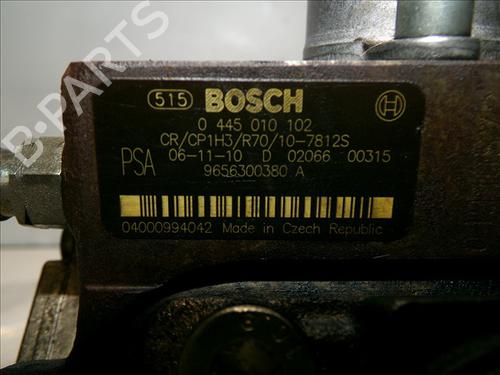 B-PARTS
515 BOSCH
0 445 010 102
CR/CP1H3/R70/10-7812S
PSA 06-11-10 D 02066 00315
9656300380 A
04000994042 Made in Czech Republic